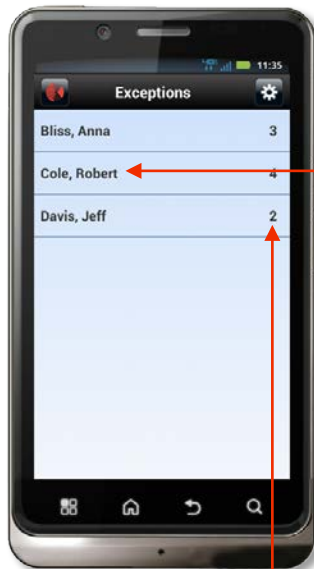 11:35
Exceptions
Bliss, Anna 3
Cole, Robert 4
Davis, Jeff 2